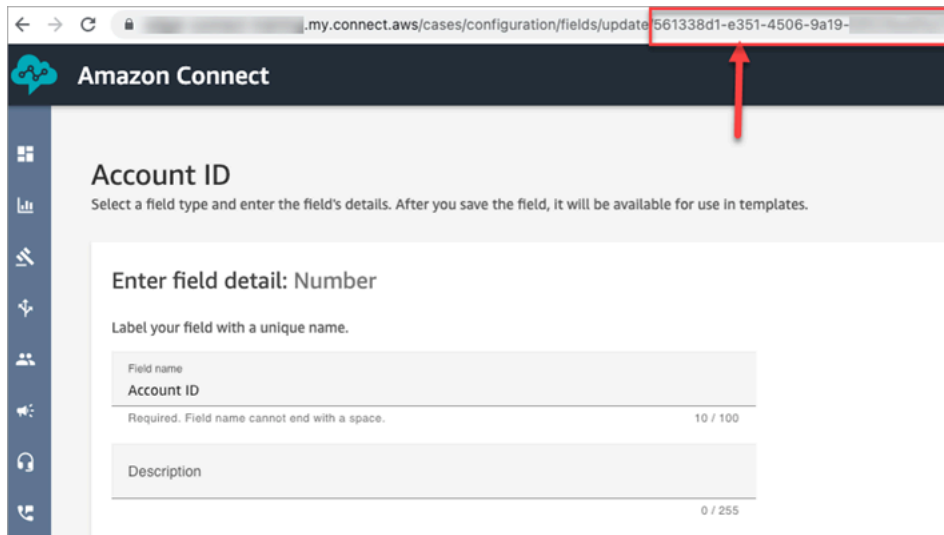 .my.connect.aws/cases/configuration/fields/update/561338d1-e351-4506-9a19-
Amazon Connect
Account ID
Select a field type and enter the field's details. After you save the field, it will be available for use in templates.
Enter field detail: Number
Label your field with a unique name.
Field name
Account ID
Required. Field name cannot end with a space.
10 / 100
Description
0 / 255